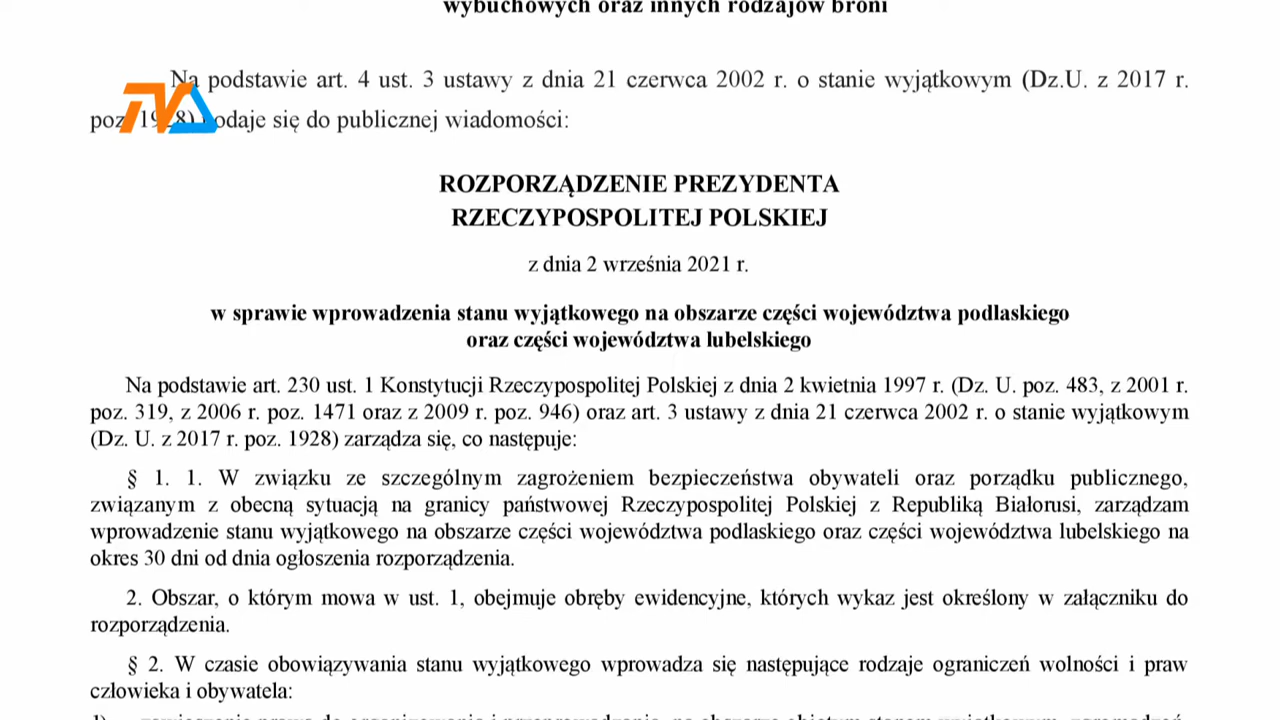 wybuchowych oraz innych rodzajów broni
Na podstawie art. 4 ust. 3 ustawy z dnia 21 czerwca 2002 r. o stanie wyjątkowym (Dz.U. z 2017 r.
poz. 1928) podaje się do publicznej wiadomości:
TVA
ROZPORZĄDZENIE PREZYDENTA
RZECZYPOSPOLITEJ POLSKIEJ
z dnia 2 września 2021 r.
w sprawie wprowadzenia stanu wyjątkowego na obszarze części województwa podlaskiego
oraz części województwa lubelskiego
Na podstawie art. 230 ust. 1 Konstytucji Rzeczypospolitej Polskiej z dnia 2 kwietnia 1997 r. (Dz. U. poz. 483, z 2001 r.
poz. 319, z 2006 r. poz. 1471 oraz z 2009 r. poz. 946) oraz art. 3 ustawy z dnia 21 czerwca 2002 r. o stanie wyjątkowym
(Dz. U. z 2017 r. poz. 1928) zarządza się, co następuje:
§ 1. 1. W związku ze szczególnym zagrożeniem bezpieczeństwa obywateli oraz porządku publicznego,
związanym z obecną sytuacją na granicy państwowej Rzeczypospolitej Polskiej z Republiką Białorusi, zarządzam
wprowadzenie stanu wyjątkowego na obszarze części województwa podlaskiego oraz części województwa lubelskiego na
okres 30 dni od dnia ogłoszenia rozporządzenia.
2. Obszar, o którym mowa w ust. 1, obejmuje obręby ewidencyjne, których wykaz jest określony w załączniku do
rozporządzenia.
§ 2. W czasie obowiązywania stanu wyjątkowego wprowadza się następujące rodzaje ograniczeń wolności i praw
człowieka i obywatela: